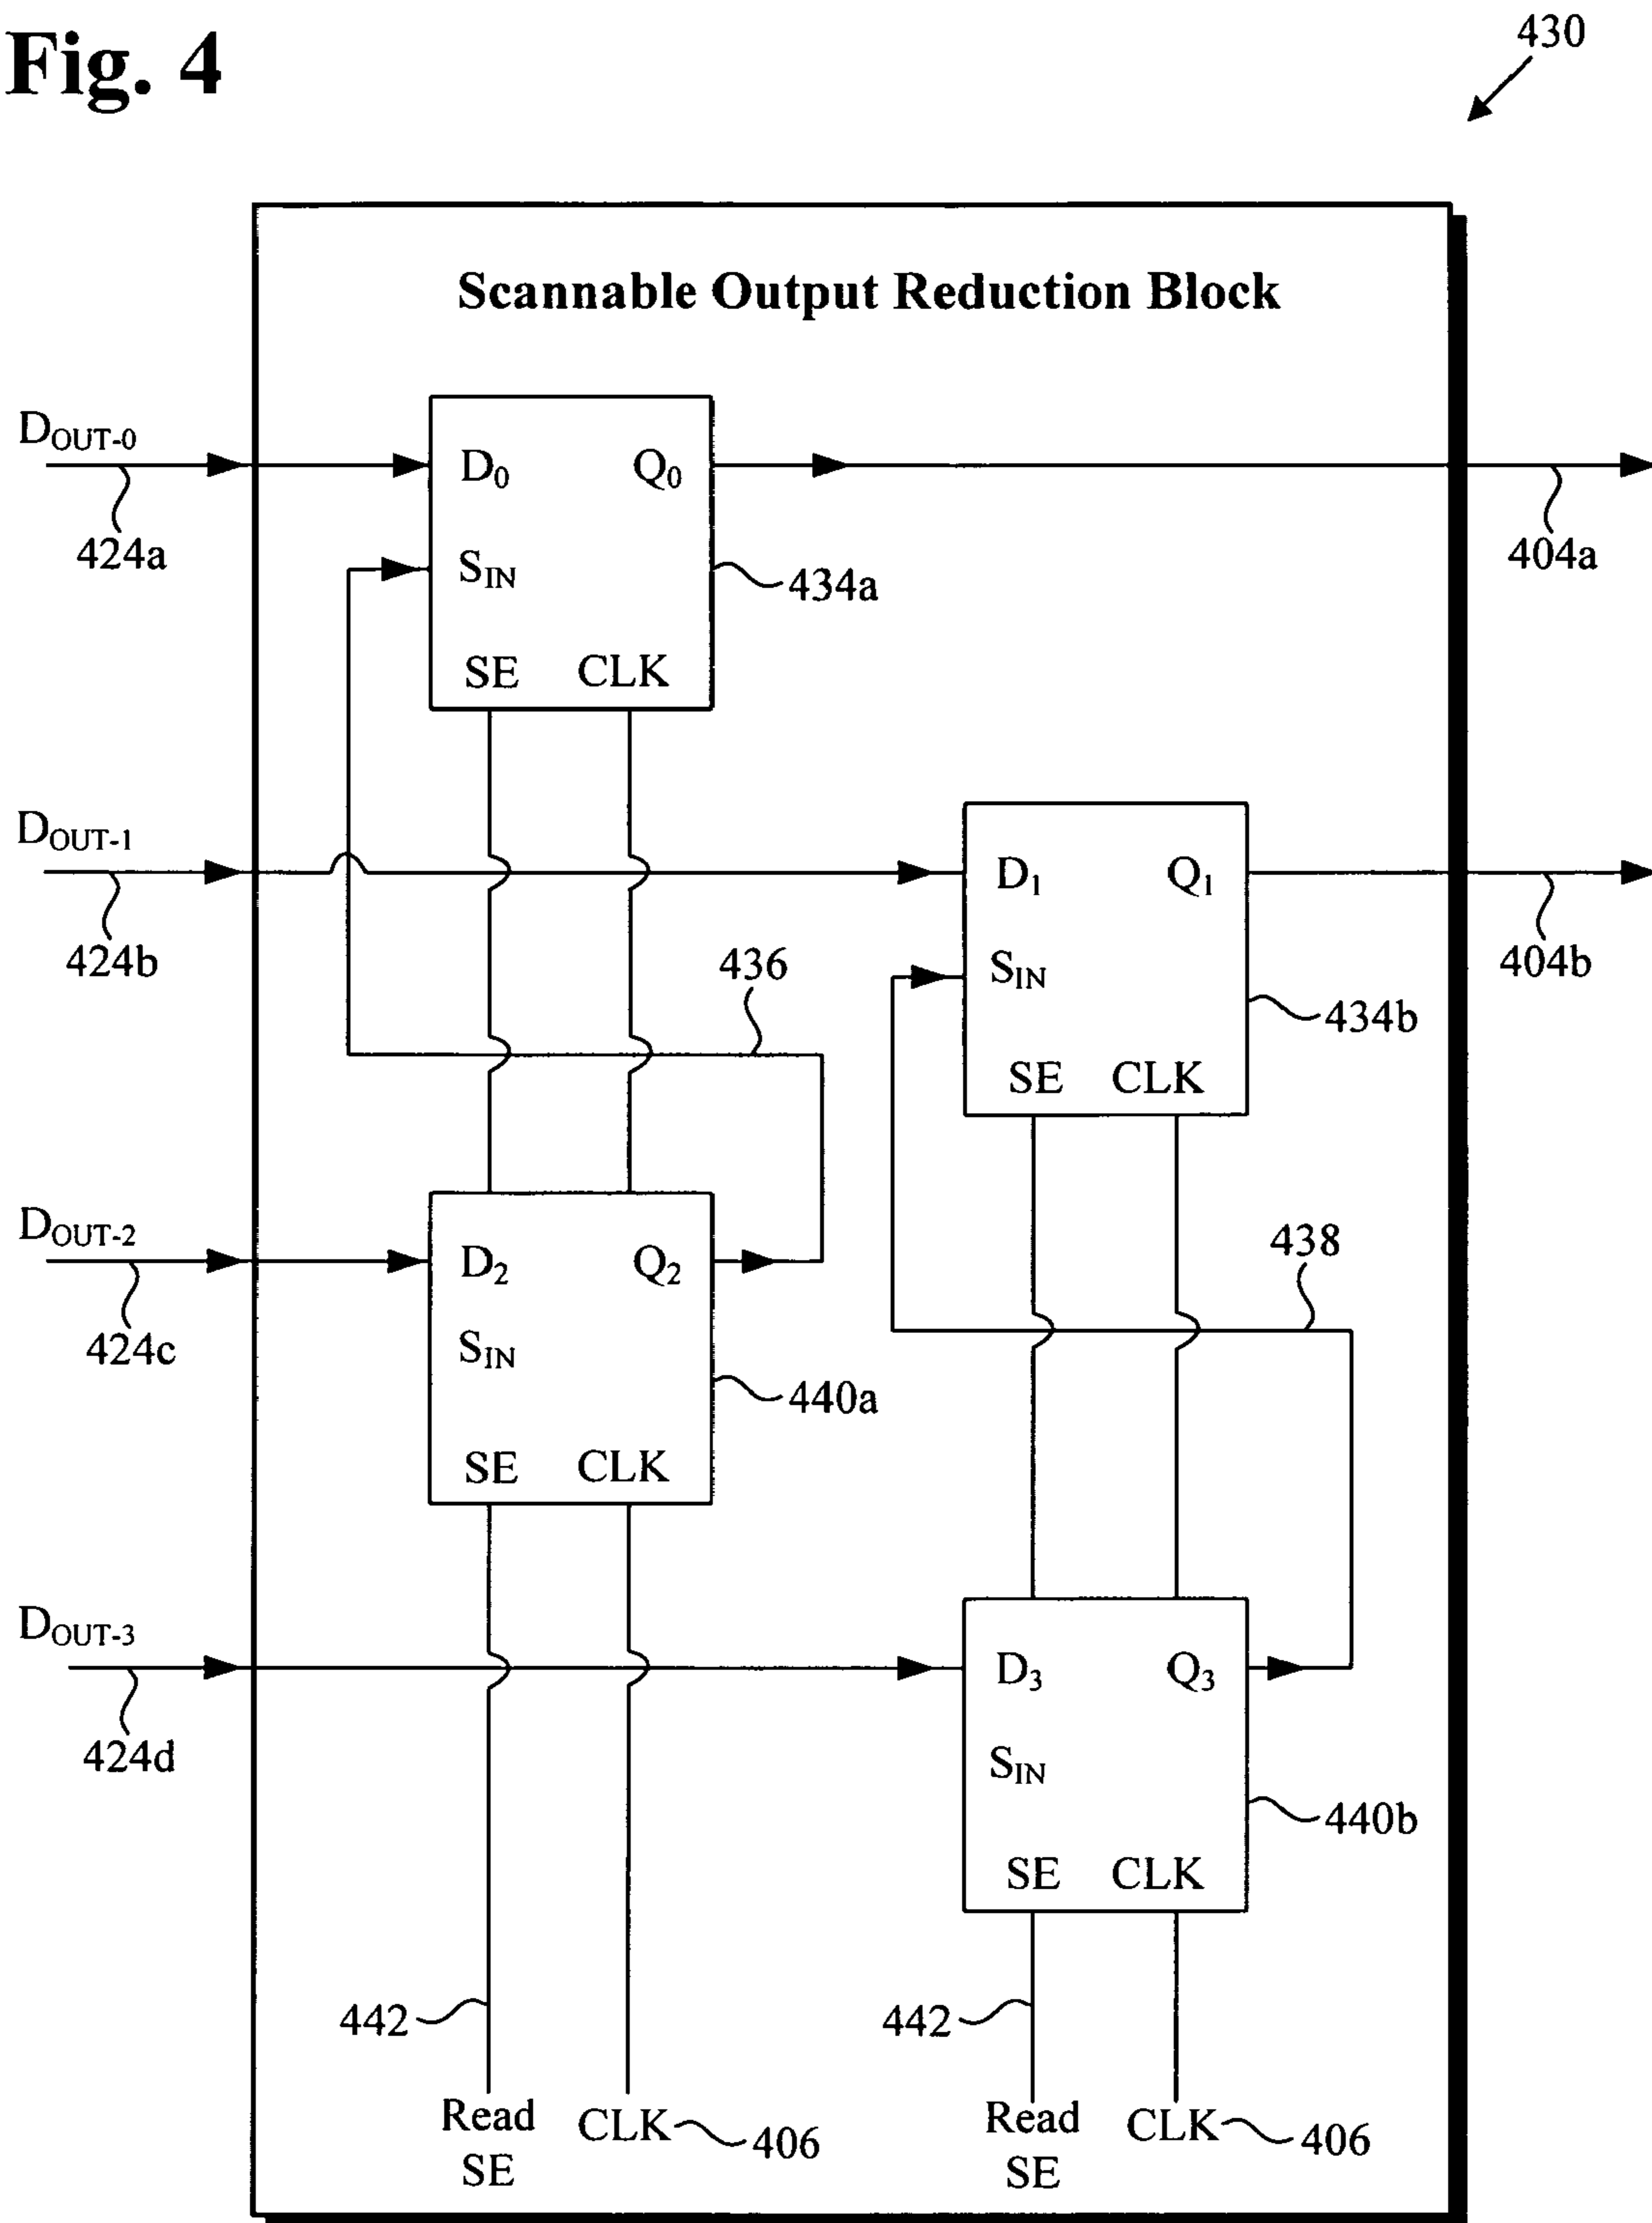 Fig. 4
430
Scannable Output Reduction Block
DOUT-0
D0 Q0
424a
404a
SIN
434a
SE CLK
DOUT-1
D1 Q1
424b
436
SIN
404b
434b
SE CLK
DOUT-2
438
D2 Q2
424c
SIN
440a
SE CLK
DOUT-3
D3 Q3
424d
SIN
440b
SE CLK
442
442
Read
SE
CLK 406
Read
SE
CLK 406